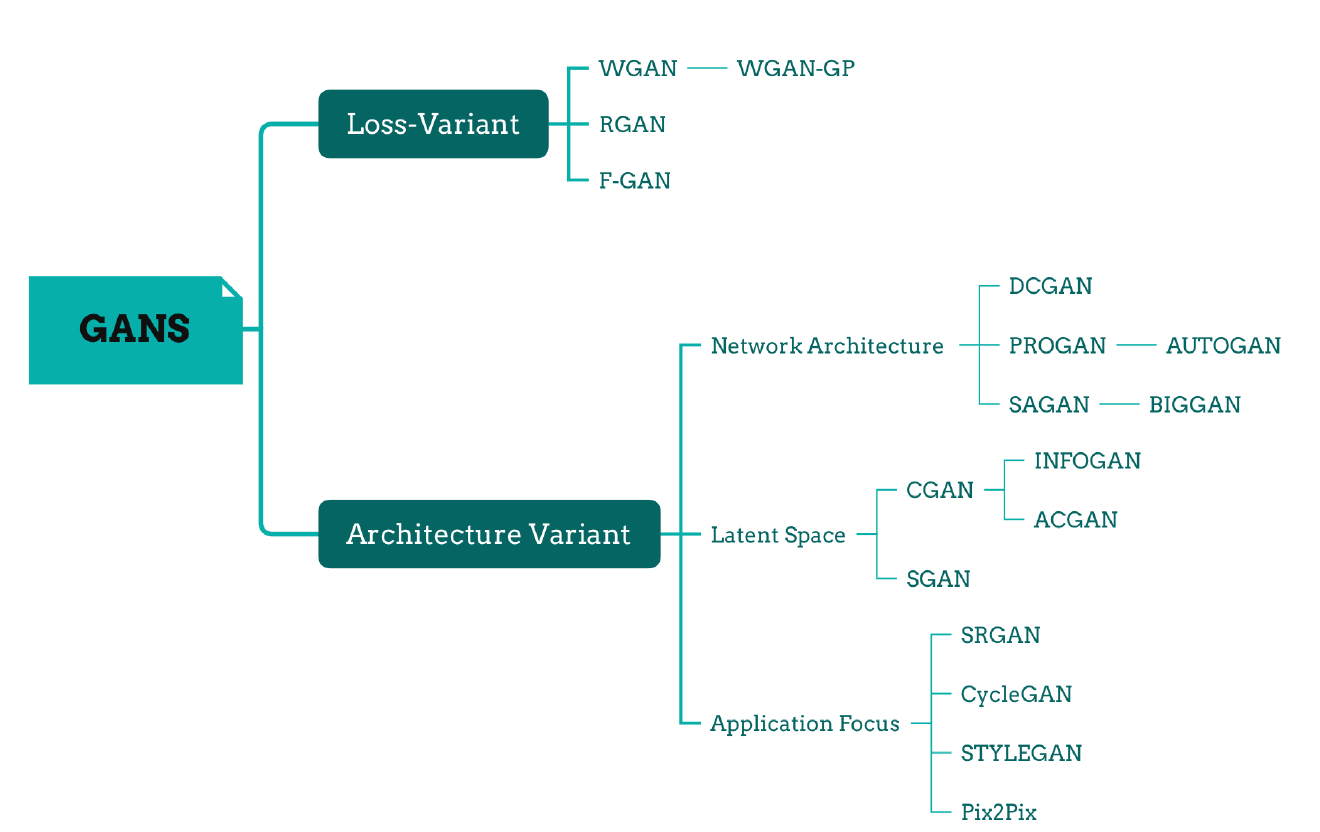 GANS
Loss-Variant
WGAN
WGAN-GP
RGAN
F-GAN
Architecture Variant
Network Architecture
DCGAN
PROGAN
AUTOGAN
SAGAN
BIGGAN
Latent Space
CGAN
INFOGAN
ACGAN
SGAN
Application Focus
SRGAN
CycleGAN
STYLEGAN
Pix2Pix